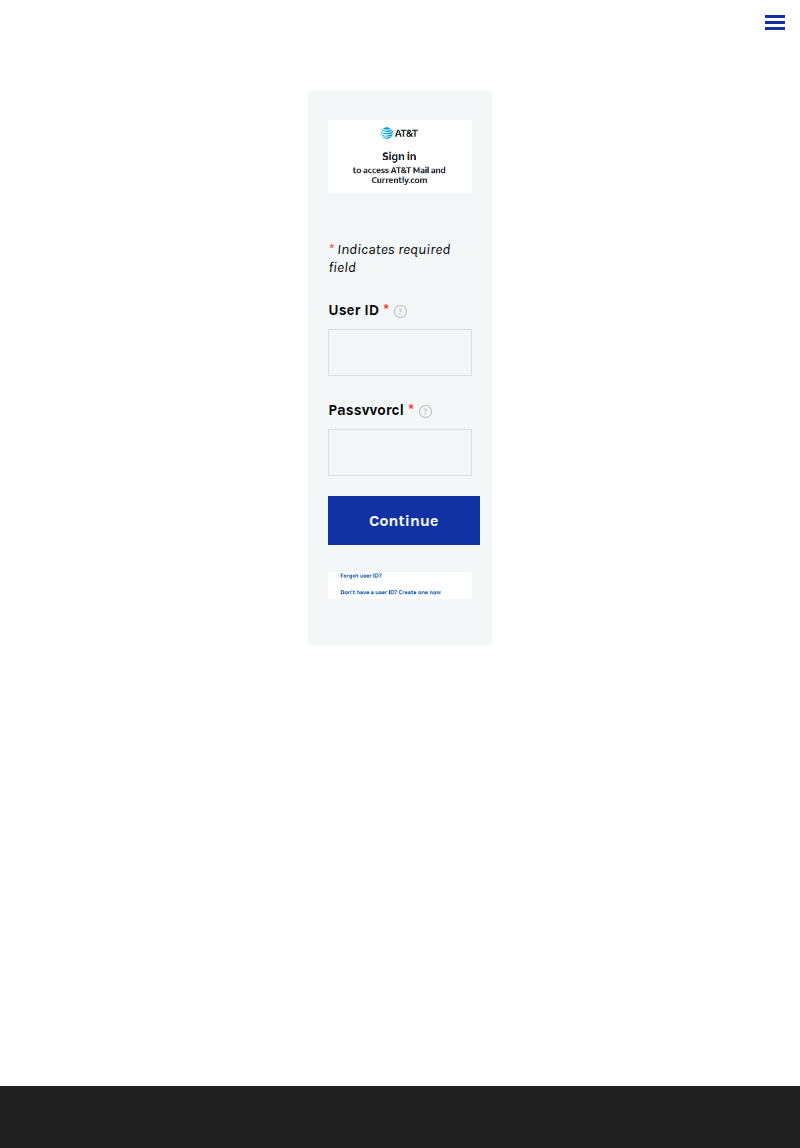 AT&T
Sign in
to access AT&T Mail and
Currently.com
* Indicates required
field
User ID * ?
Passvvorcl * ?
Continue
Forgot user ID?
Don't have a user ID? Create one now